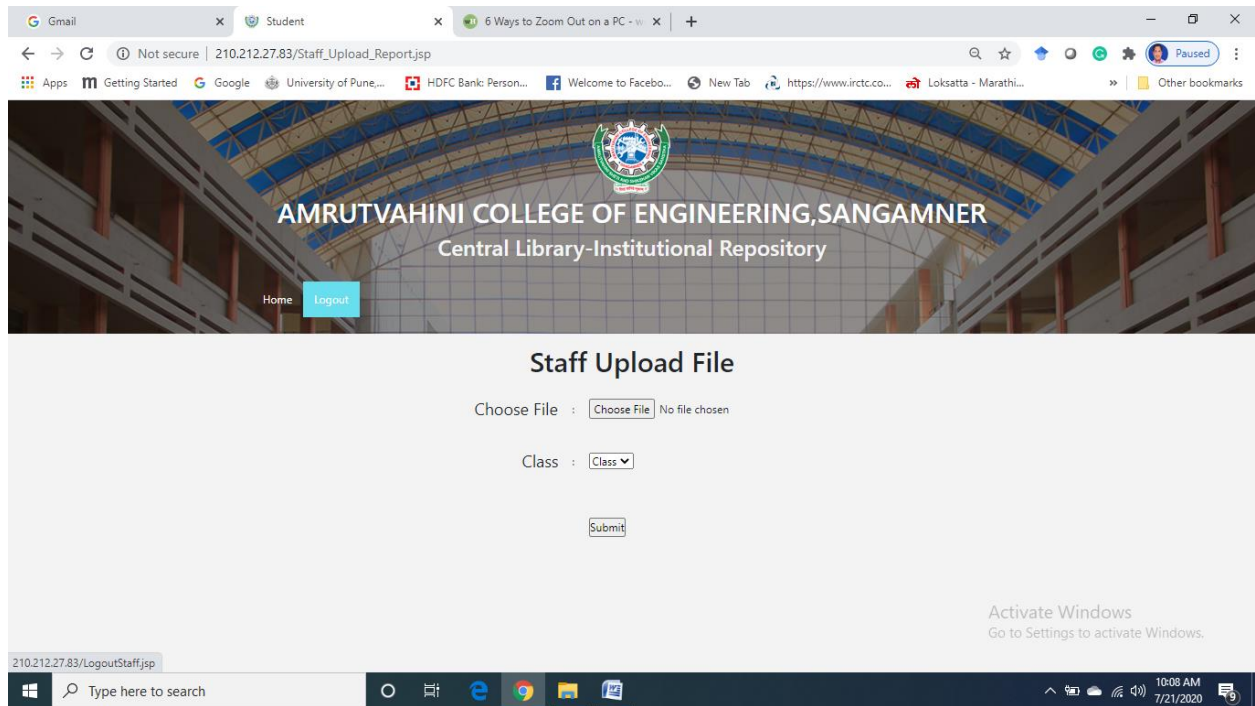 Gmail
Student
6 Ways to Zoom Out on a PC - w
Not secure | 210.212.27.83/Staff_Upload_Report.jsp
Paused
Apps
Getting Started
Google
University of Pune,...
HDFC Bank: Person...
Welcome to Facebo...
New Tab
https://www.irctc.co...
Loksatta - Marathi...
»
Other bookmarks
AMRUTVAHINI COLLEGE OF ENGINEERING,SANGAMNER
Central Library-Institutional Repository
Home
Logout
Staff Upload File
Choose File : Choose File No file chosen
Class : Class
Submit
Activate Windows
Go to Settings to activate Windows.
210.212.27.83/LogoutStaff.jsp
Type here to search
10:08 AM
7/21/2020
9